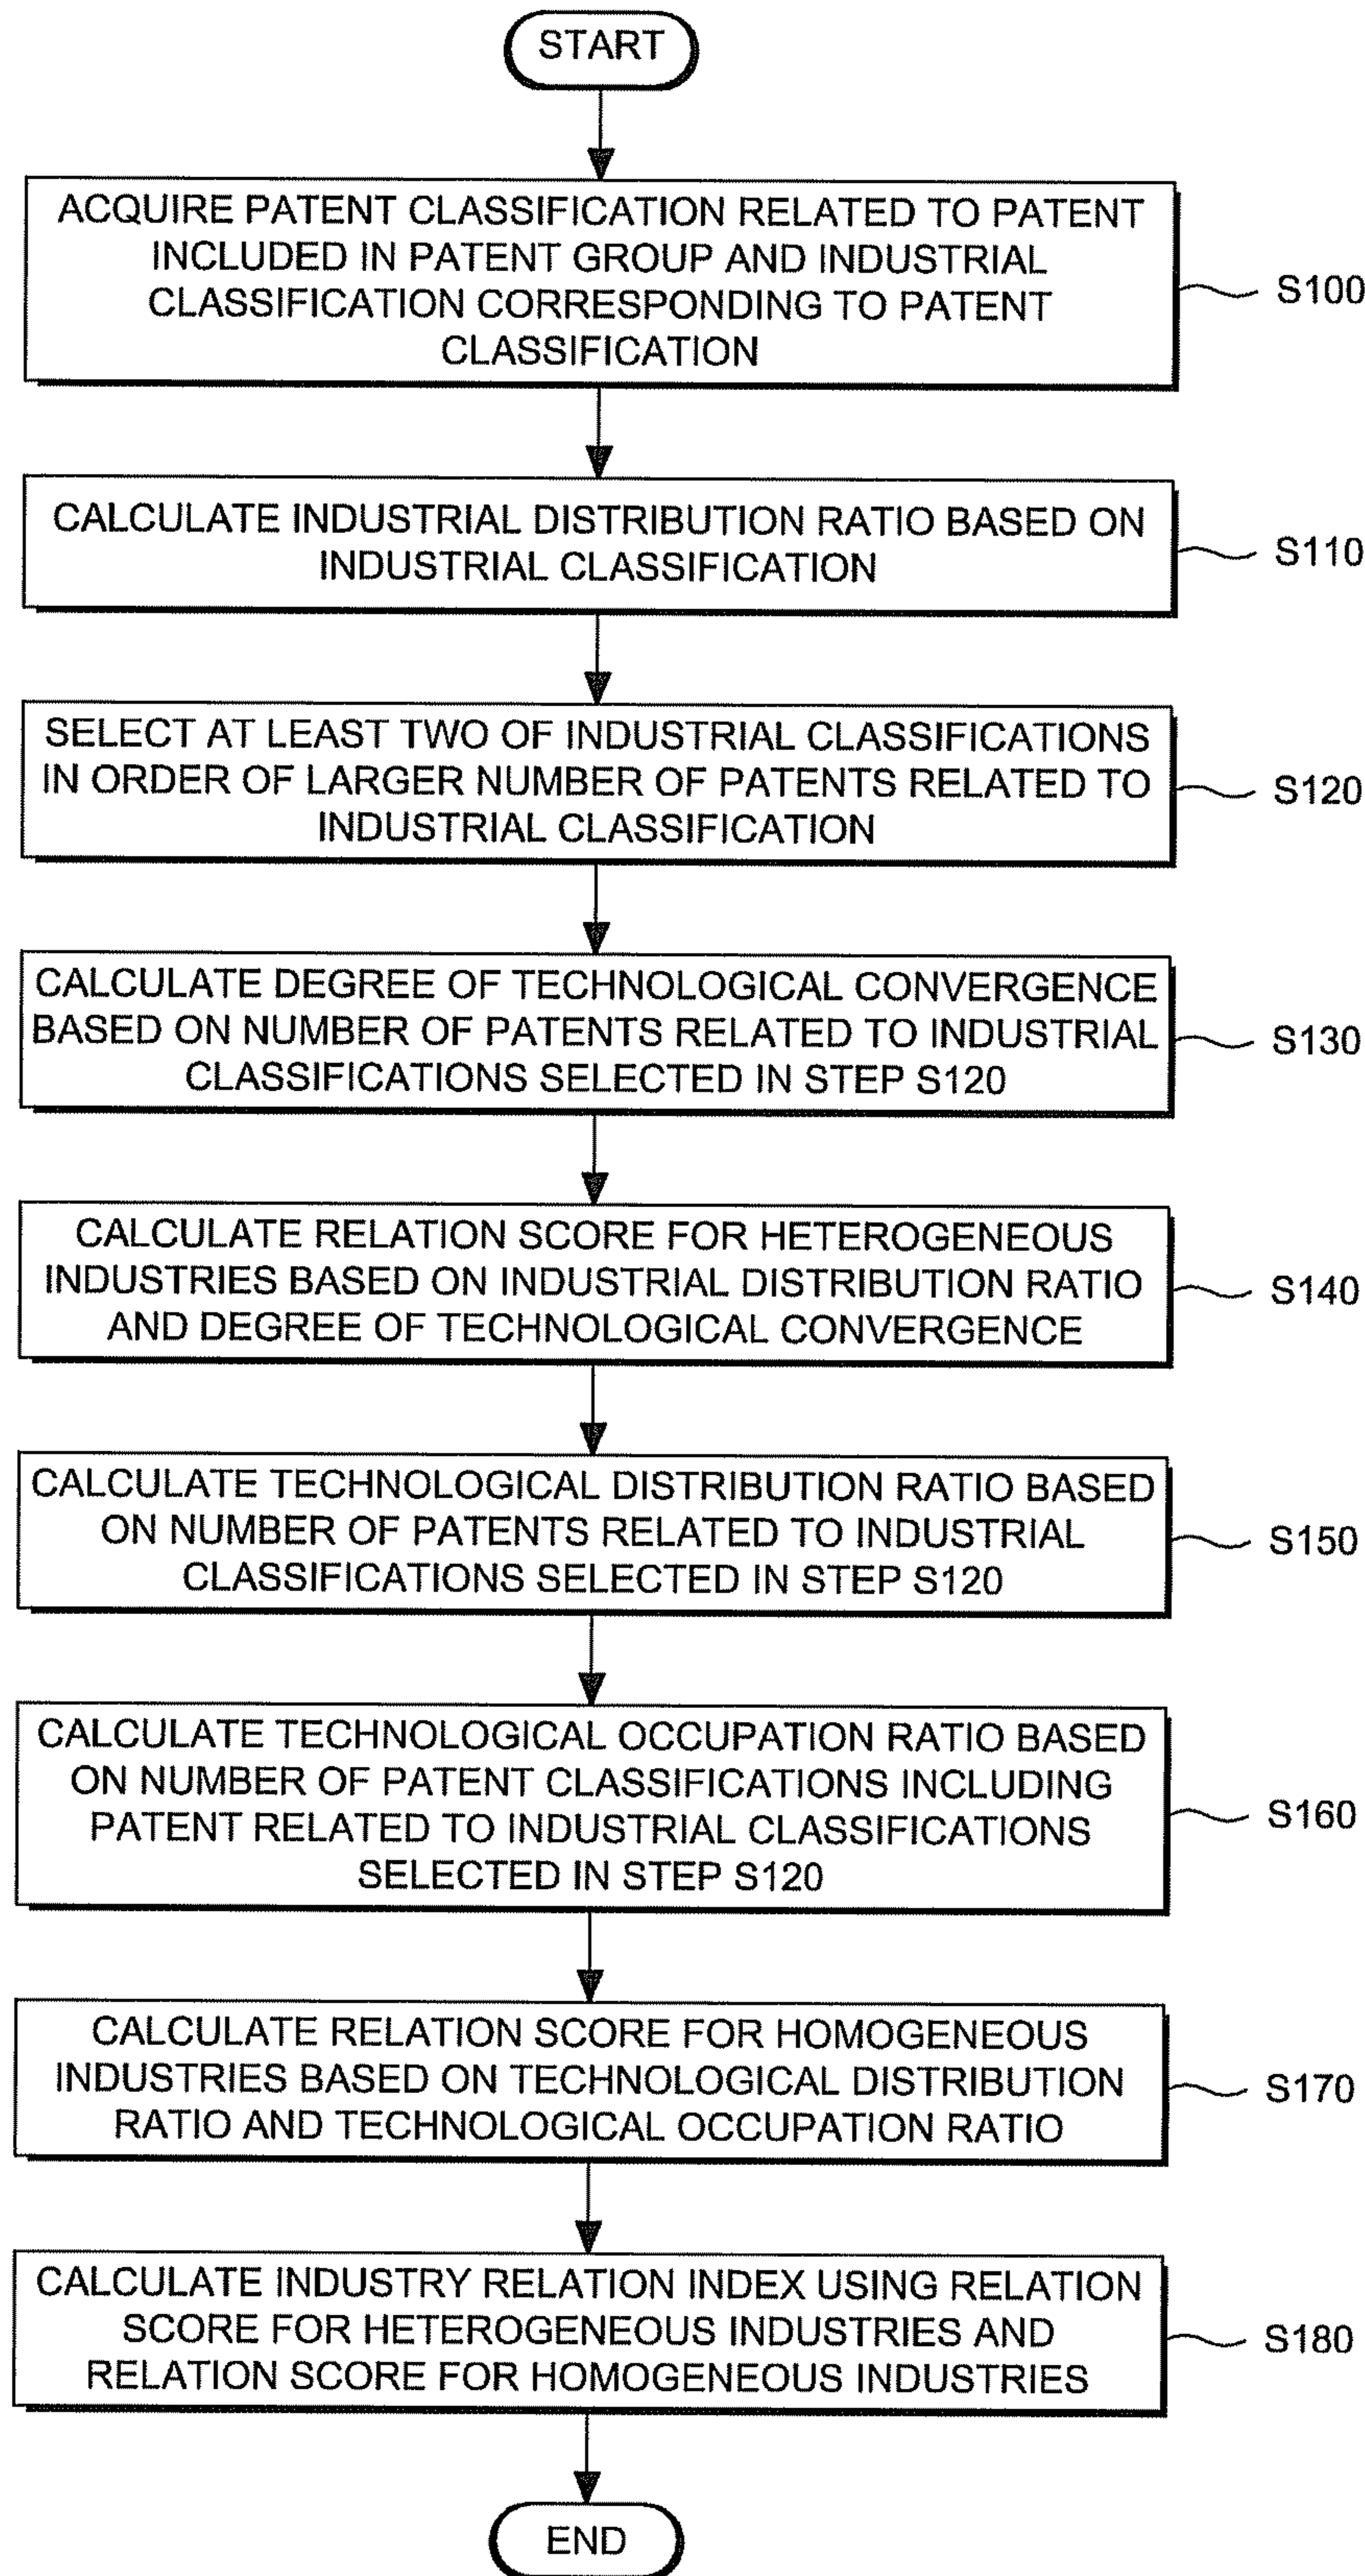 START
ACQUIRE PATENT CLASSIFICATION RELATED TO PATENT
INCLUDED IN PATENT GROUP AND INDUSTRIAL
CLASSIFICATION CORRESPONDING TO PATENT
CLASSIFICATION
S100
CALCULATE INDUSTRIAL DISTRIBUTION RATIO BASED ON
INDUSTRIAL CLASSIFICATION
S110
SELECT AT LEAST TWO OF INDUSTRIAL CLASSIFICATIONS
IN ORDER OF LARGER NUMBER OF PATENTS RELATED TO
INDUSTRIAL CLASSIFICATION
S120
CALCULATE DEGREE OF TECHNOLOGICAL CONVERGENCE
BASED ON NUMBER OF PATENTS RELATED TO INDUSTRIAL
CLASSIFICATIONS SELECTED IN STEP S120
S130
CALCULATE RELATION SCORE FOR HETEROGENEOUS
INDUSTRIES BASED ON INDUSTRIAL DISTRIBUTION RATIO
AND DEGREE OF TECHNOLOGICAL CONVERGENCE
S140
CALCULATE TECHNOLOGICAL DISTRIBUTION RATIO BASED
ON NUMBER OF PATENTS RELATED TO INDUSTRIAL
CLASSIFICATIONS SELECTED IN STEP S120
S150
CALCULATE TECHNOLOGICAL OCCUPATION RATIO BASED
ON NUMBER OF PATENT CLASSIFICATIONS INCLUDING
PATENT RELATED TO INDUSTRIAL CLASSIFICATIONS
SELECTED IN STEP S120
S160
CALCULATE RELATION SCORE FOR HOMOGENEOUS
INDUSTRIES BASED ON TECHNOLOGICAL DISTRIBUTION
RATIO AND TECHNOLOGICAL OCCUPATION RATIO
S170
CALCULATE INDUSTRY RELATION INDEX USING RELATION
SCORE FOR HETEROGENEOUS INDUSTRIES AND
RELATION SCORE FOR HOMOGENEOUS INDUSTRIES
S180
END